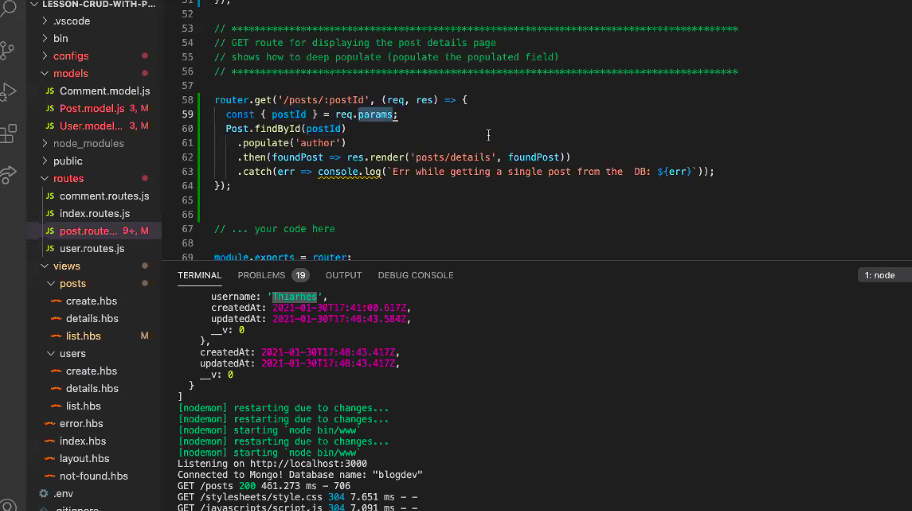 LESSON-CRUD-WITH-P...
.vscode
bin
configs
models
JS Comment.model.js
JS Post.model.js 3, M
JS User.model.js 3, M
node_modules
public
routes
JS comment.routes.js
JS index.routes.js
JS post.route... 9+, M
JS user.routes.js
views
posts
create.hbs
details.hbs
list.hbs M
users
create.hbs
details.hbs
list.hbs
error.hbs
index.hbs
layout.hbs
not-found.hbs
.env
.gitignore
51 });
52
53 // **********************************************************************************
54 // GET route for displaying the post details page
55 // shows how to deep populate (populate the populated field)
56 // **********************************************************************************
57
58 router.get('/posts/:postId', (req, res) => {
59 const { postId } = req.params;
60 Post.findById(postId)
61 .populate('author')
62 .then(foundPost => res.render('posts/details', foundPost))
63 .catch(err => console.log(`Err while getting a single post from the  DB: ${err}`));
64 });
65
66
67 // ... your code here
68
69 module.exports = router;
TERMINAL PROBLEMS 19 OUTPUT DEBUG CONSOLE 1: node
username: 'Thiarhes',
createdAt: 2021-01-30T17:41:00.617Z,
updatedAt: 2021-01-30T17:48:43.584Z,
__v: 0
},
createdAt: 2021-01-30T17:48:43.417Z,
updatedAt: 2021-01-30T17:48:43.417Z,
__v: 0
}
]
[nodemon] restarting due to changes...
[nodemon] restarting due to changes...
[nodemon] starting `node bin/www`
[nodemon] restarting due to changes...
[nodemon] starting `node bin/www`
Listening on http://localhost:3000
Connected to Mongo! Database name: "blogdev"
GET /posts 200 461.273 ms - 706
GET /stylesheets/style.css 304 7.651 ms - -
GET /javascripts/script.js 304 7.091 ms - -